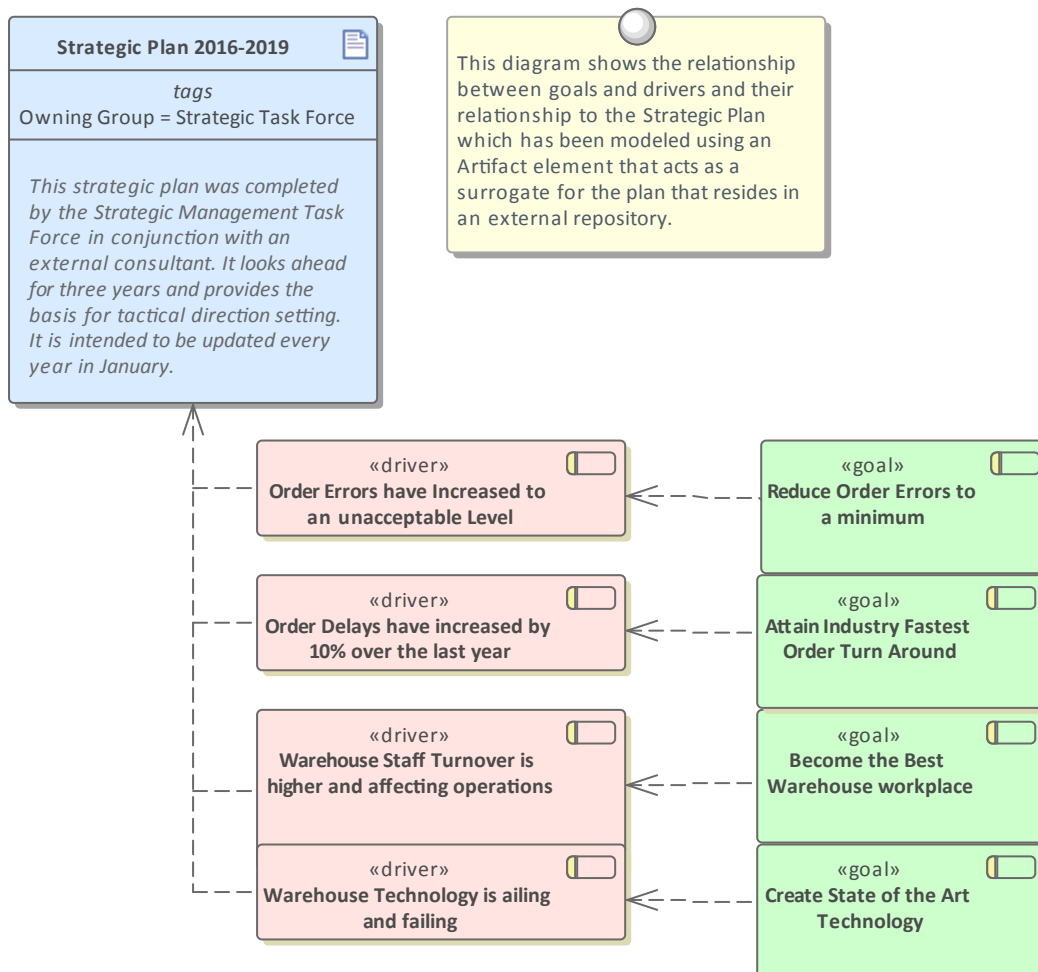 Strategic Plan 2016-2019
tags
Owning Group = Strategic Task Force
This strategic plan was completed
by the Strategic Management Task
Force in conjunction with an
external consultant. It looks ahead
for three years and provides the
basis for tactical direction setting.
It is intended to be updated every
year in January.
This diagram shows the relationship
between goals and drivers and their
relationship to the Strategic Plan
which has been modeled using an
Artifact element that acts as a
surrogate for the plan that resides in
an external repository.
«driver»
Order Errors have Increased to
an unacceptable Level
«goal»
Reduce Order Errors to
a minimum
«driver»
Order Delays have increased by
10% over the last year
«goal»
Attain Industry Fastest
Order Turn Around
«driver»
Warehouse Staff Turnover is
higher and affecting operations
«goal»
Become the Best
Warehouse workplace
«driver»
Warehouse Technology is ailing
and failing
«goal»
Create State of the Art
Technology